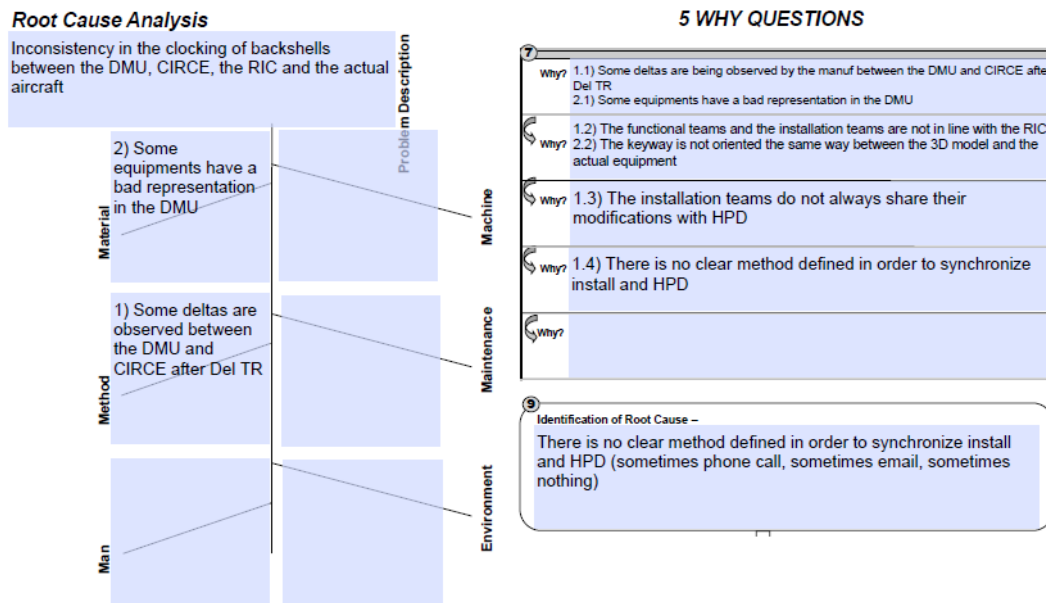 Root Cause Analysis
Inconsistency in the clocking of backshells
between the DMU, CIRCE, the RIC and the actual
aircraft
Problem Description
2) Some
equipments have a
bad representation
in the DMU
Material
Machine
1) Some deltas are
observed between
the DMU and
CIRCE after Del TR
Method
Maintenance
Man
Environment
5 WHY QUESTIONS
7
Why? 1.1) Some deltas are being observed by the manuf between the DMU and CIRCE afte
Del TR
2.1) Some equipments have a bad representation in the DMU
Why? 1.2) The functional teams and the installation teams are not in line with the RIC
2.2) The keyway is not oriented the same way between the 3D model and the
actual equipment
Why? 1.3) The installation teams do not always share their
modifications with HPD
Why? 1.4) There is no clear method defined in order to synchronize
install and HPD
Why?
9
Identification of Root Cause –
There is no clear method defined in order to synchronize install
and HPD (sometimes phone call, sometimes email, sometimes
nothing)